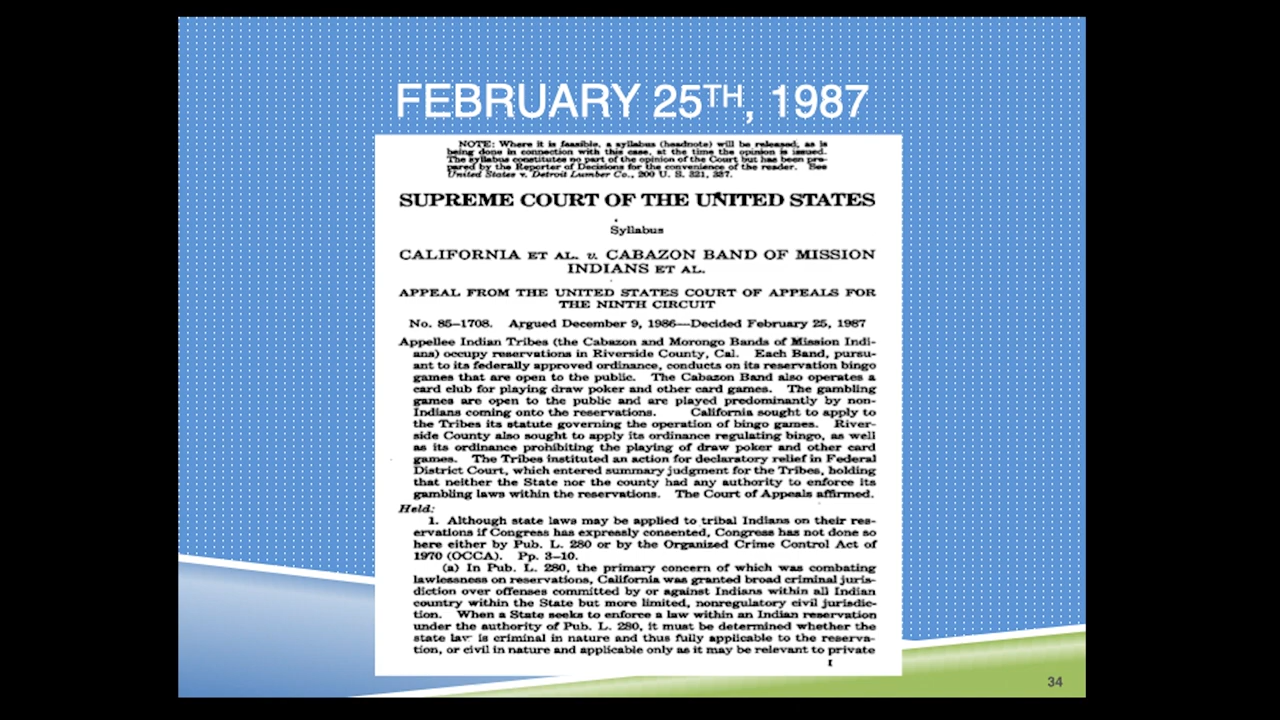 FEBRUARY 25TH, 1987
NOTE: Where it is feasible, a syllabus (headnote) will be released, as is
being done in connection with this case, at the time the opinion is issued.
The syllabus constitutes no part of the opinion of the Court but has been pre-
pared by the Reporter of Decisions for the convenience of the reader. See
United States v. Detroit Lumber Co., 200 U. S. 321, 337.
SUPREME COURT OF THE UNITED STATES
Syllabus
CALIFORNIA ET AL. v. CABAZON BAND OF MISSION
INDIANS ET AL.
APPEAL FROM THE UNITED STATES COURT OF APPEALS FOR
THE NINTH CIRCUIT
No. 85–1708. Argued December 9, 1986—Decided February 25, 1987
Appellee Indian Tribes (the Cabazon and Morongo Bands of Mission Indi-
ans) occupy reservations in Riverside County, Cal. Each Band, pursu-
ant to its federally approved ordinance, conducts on its reservation bingo
games that are open to the public. The Cabazon Band also operates a
card club for playing draw poker and other card games. The gambling
games are open to the public and are played predominantly by non-
Indians coming onto the reservations. California sought to apply to
the Tribes its statute governing the operation of bingo games. River-
side County also sought to apply its ordinance regulating bingo, as well
as its ordinance prohibiting the playing of draw poker and other card
games. The Tribes instituted an action for declaratory relief in Federal
District Court, which entered summary judgment for the Tribes, holding
that neither the State nor the county had any authority to enforce its
gambling laws within the reservations. The Court of Appeals affirmed.
Held:
1. Although state laws may be applied to tribal Indians on their res-
ervations if Congress has expressly consented, Congress has not done so
here either by Pub. L. 280 or by the Organized Crime Control Act of
1970 (OCCA). Pp. 3–10.
(a) In Pub. L. 280, the primary concern of which was combating
lawlessness on reservations, California was granted broad criminal juris-
diction over offenses committed by or against Indians within all Indian
country within the State but more limited, nonregulatory civil jurisdic-
tion. When a State seeks to enforce a law within an Indian reservation
under the authority of Pub. L. 280, it must be determined whether the
state law is criminal in nature and thus fully applicable to the reserva-
tion, or civil in nature and applicable only as it may be relevant to private
I
34